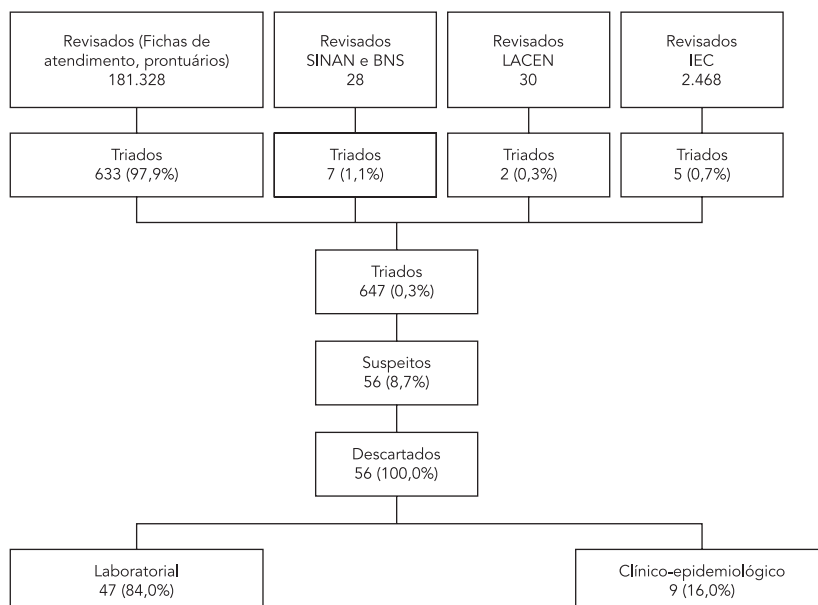 Revisados (Fichas de
atendimento, prontuários)
181.328
Revisados
SINAN e BNS
28
Revisados
LACEN
30
Revisados
IEC
2.468
Triados
633 (97,9%)
Triados
7 (1,1%)
Triados
2 (0,3%)
Triados
5 (0,7%)
Triados
647 (0,3%)
Suspeitos
56 (8,7%)
Descartados
56 (100,0%)
Laboratorial
47 (84,0%)
Clínico-epidemiológico
9 (16,0%)